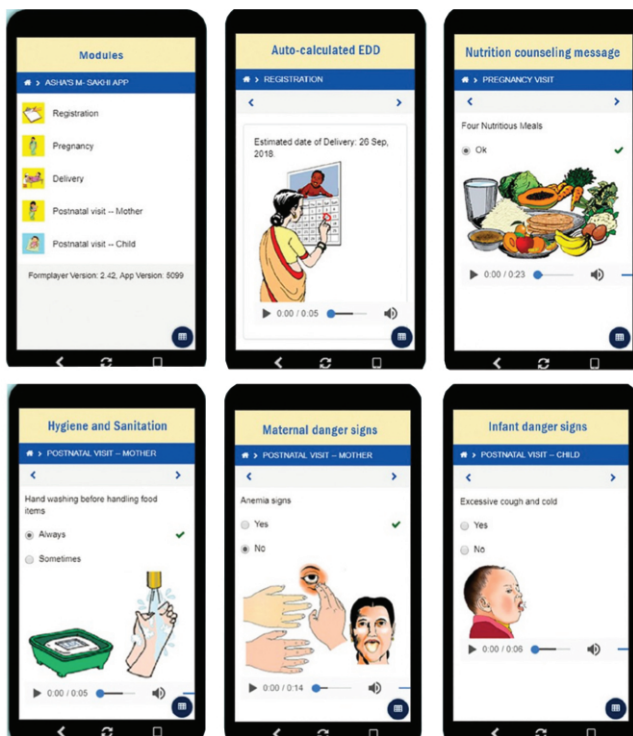 Modules
> ASHA'S M- SAKHI APP
Registration
Pregnancy
Delivery
Postnatal visit -- Mother
Postnatal visit -- Child
Formplayer Version: 2.42, App Version: 5099
Auto-calculated EDD
> REGISTRATION
Estimated date of Delivery: 26 Sep,
2018.
0:00 / 0:05
Nutrition counseling message
> PREGNANCY VISIT
Four Nutritious Meals
Ok
0:00 / 0:23
Hygiene and Sanitation
> POSTNATAL VISIT -- MOTHER
Hand washing before handling food
items
Always
Sometimes
0:00 / 0:05
Maternal danger signs
> POSTNATAL VISIT -- MOTHER
Anemia signs
Yes
No
0:00 / 0:14
Infant danger signs
> POSTNATAL VISIT -- CHILD
Excessive cough and cold
Yes
No
0:00 / 0:06